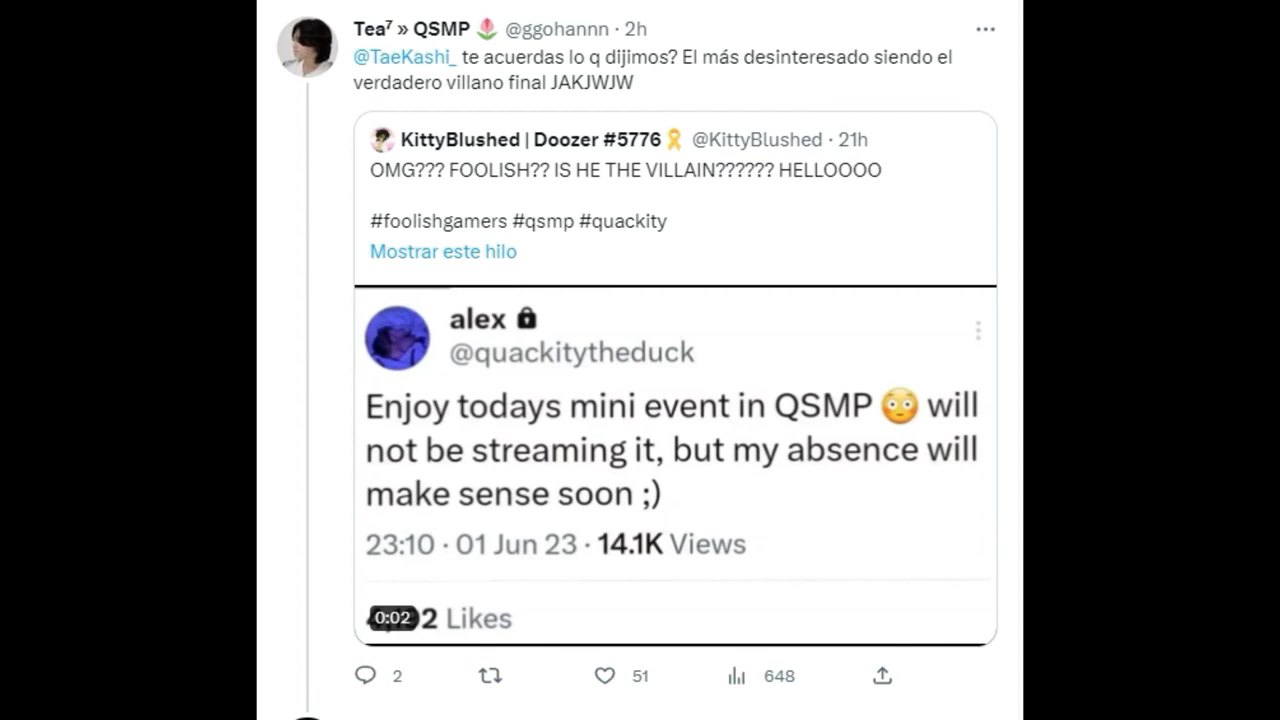 Tea⁷ » QSMP 🌷 @ggohannn · 2h
@TaeKashi_ te acuerdas lo q dijimos? El más desinteresado siendo el
verdadero villano final JAKJWJW
KittyBlushed | Doozer #5776🎗️ @KittyBlushed · 21h
OMG??? FOOLISH?? IS HE THE VILLAIN?????? HELLOOOO
#foolishgamers #qsmp #quackity
Mostrar este hilo
alex 🔒
@quackitytheduck
Enjoy todays mini event in QSMP 😳 will
not be streaming it, but my absence will
make sense soon ;)
23:10 · 01 Jun 23 · 14.1K Views
0:02
Likes
2 51 648